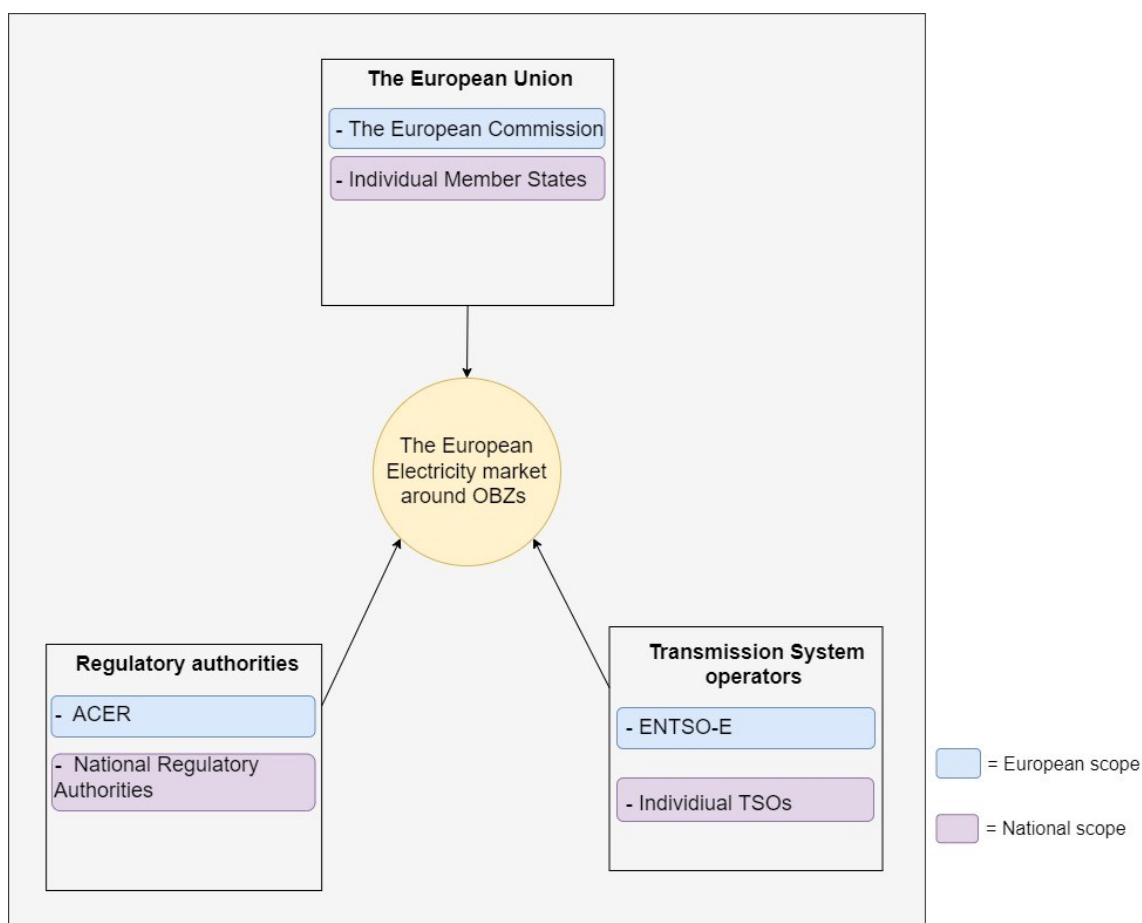 The European Union
- The European Commission
- Individual Member States
The European
Electricity market
around OBZs
Regulatory authorities
- ACER
- National Regulatory
Authorities
Transmission System
operators
- ENTSO-E
- Individiual TSOs
= European scope
= National scope